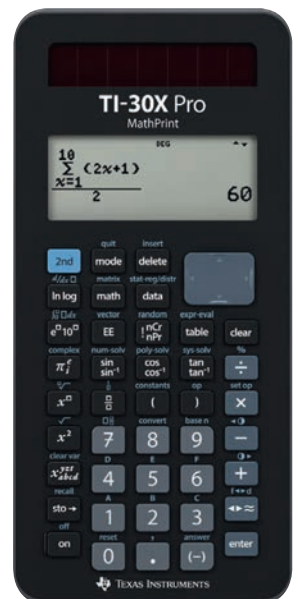 TI-30X Pro
MathPrint
DEG
10
Σ (2x+1)
x=1
2
60
quit insert
2nd mode delete
d/dx□ matrix stat-reg/distr
ln log math data
∫□dx vector random expr-eval
e□10□ EE ! nCr nPr table clear
complex num-solv poly-solv sys-solv %
π e i sin sin⁻¹ cos cos⁻¹ tan tan⁻¹ ÷
constants op set op
x□ ( ) ×
√ convert base n
x² 7 8 9 −
clear var D E F
x yzt abcd 4 5 6 +
recall A B C f◂▸d
sto→ 1 2 3 ◂▸≈
off reset , answer
on 0 . (−) enter
TEXAS INSTRUMENTS